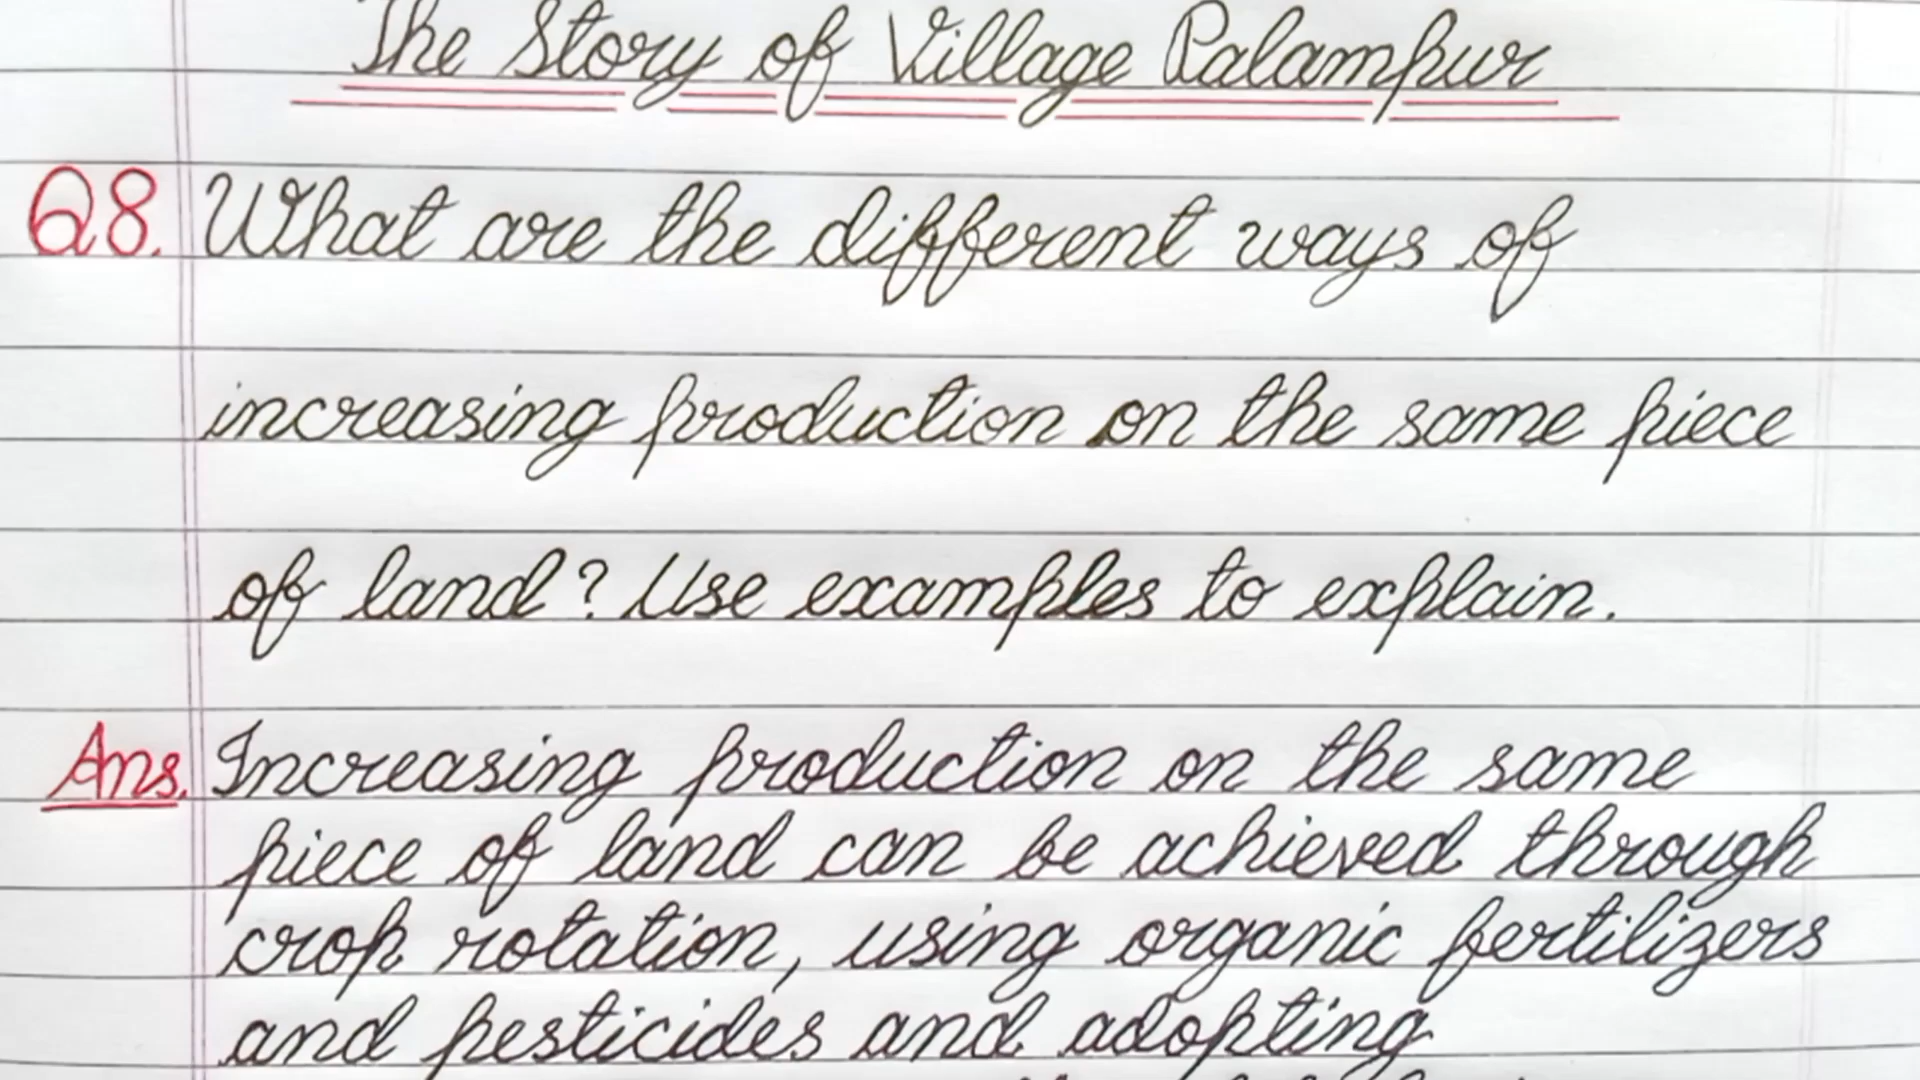 The Story of Village Palampur
Q8. What are the different ways of
increasing production on the same piece
of land? Use examples to explain.
Ans. Increasing production on the same
piece of land can be achieved through
crop rotation, using organic fertilizers
and pesticides and adopting